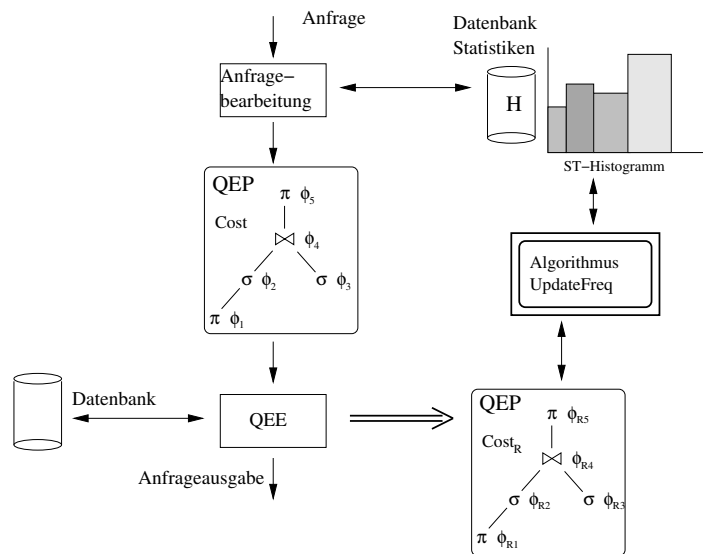 Anfrage
Datenbank
Statistiken
Anfrage−
bearbeitung
H
ST−Histogramm
QEP
π ϕ5
Cost
⋈ ϕ4
σ ϕ2
σ ϕ3
π ϕ1
Algorithmus
UpdateFreq
Datenbank
QEE
Anfrageausgabe
QEP
π ϕR5
CostR
⋈ ϕR4
σ ϕR2
σ ϕR3
π ϕR1